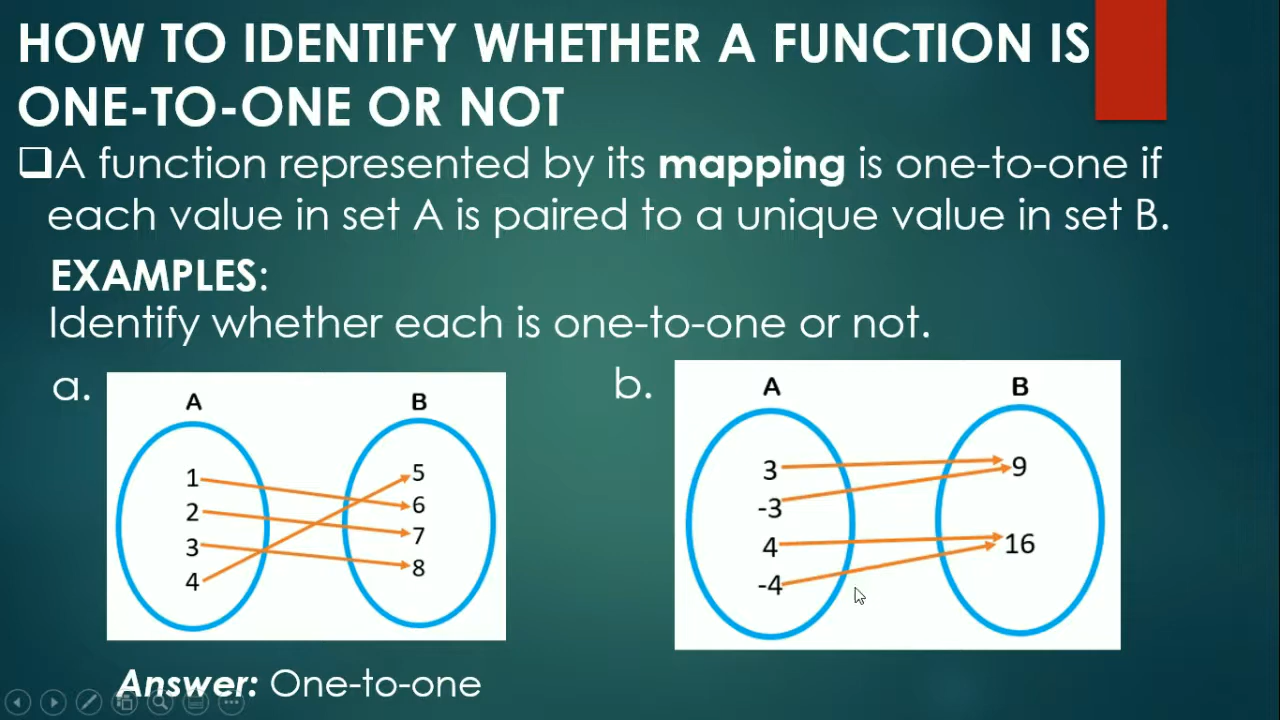 HOW TO IDENTIFY WHETHER A FUNCTION IS
ONE-TO-ONE OR NOT
❑A function represented by its mapping is one-to-one if
each value in set A is paired to a unique value in set B.
EXAMPLES:
Identify whether each is one-to-one or not.
a.
A
B
1
2
3
4
5
6
7
8
b.
A
B
3
-3
4
-4
9
16
Answer: One-to-one